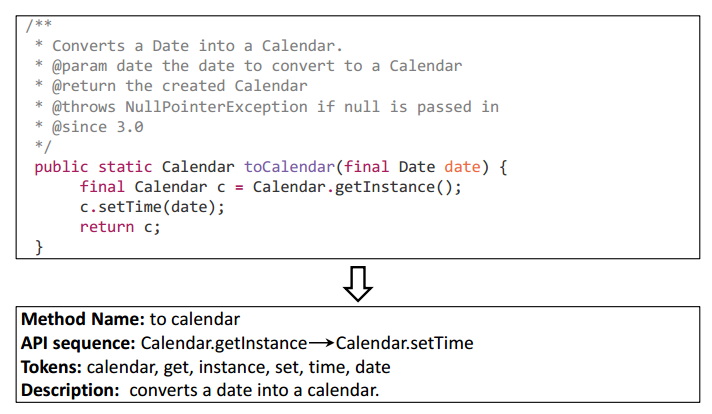 /**
 * Converts a Date into a Calendar.
 * @param date the date to convert to a Calendar
 * @return the created Calendar
 * @throws NullPointerException if null is passed in
 * @since 3.0
 */
public static Calendar toCalendar(final Date date) {
     final Calendar c = Calendar.getInstance();
     c.setTime(date);
     return c;
}
Method Name: to calendar
API sequence: Calendar.getInstance→Calendar.setTime
Tokens: calendar, get, instance, set, time, date
Description: converts a date into a calendar.